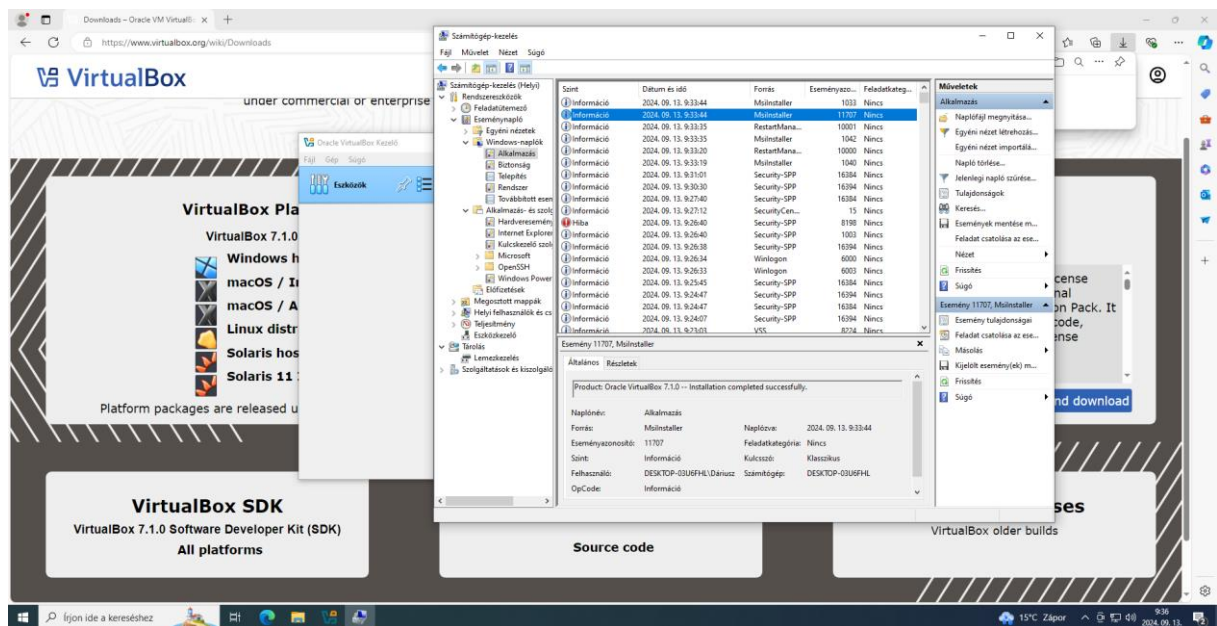 Downloads – Oracle VM VirtualB
https://www.virtualbox.org/wiki/Downloads
VirtualBox
under commercial or enterprise
Oracle VirtualBox Kezelő
Fájl Gép Súgó
Eszközök
VirtualBox Pla
VirtualBox 7.1.0
Windows h
macOS / I
macOS / A
Linux distr
Solaris hos
Solaris 11
Platform packages are released u
VirtualBox SDK
VirtualBox 7.1.0 Software Developer Kit (SDK)
All platforms
Source code
ses
VirtualBox older builds
cense
nal
on Pack. It
code,
ense
nd download
Számítógép-kezelés
Fájl Művelet Nézet Súgó
Számítógép-kezelés (Helyi)
Rendszereszközök
Feladatütemező
Eseménynapló
Egyéni nézetek
Windows-naplók
Alkalmazás
Biztonság
Telepítés
Rendszer
Továbbított esen
Alkalmazás- és szolg
Hardveresemény
Internet Explorer
Kulcskezelő szolg
Microsoft
OpenSSH
Windows Power
Előfizetések
Megosztott mappák
Helyi felhasználók és cs
Teljesítmény
Eszközkezelő
Tárolás
Lemezkezelés
Szolgáltatások és kiszolgáló
Szint Dátum és idő Forrás Eseményazo... Feladatkateg...
Információ 2024. 09. 13. 9:33:44 MsiInstaller 1033 Nincs
Információ 2024. 09. 13. 9:33:44 MsiInstaller 11707 Nincs
Információ 2024. 09. 13. 9:33:35 RestartMana... 10001 Nincs
Információ 2024. 09. 13. 9:33:35 MsiInstaller 1042 Nincs
Információ 2024. 09. 13. 9:33:20 RestartMana... 10000 Nincs
Információ 2024. 09. 13. 9:33:19 MsiInstaller 1040 Nincs
Információ 2024. 09. 13. 9:31:01 Security-SPP 16384 Nincs
Információ 2024. 09. 13. 9:30:30 Security-SPP 16394 Nincs
Információ 2024. 09. 13. 9:27:40 Security-SPP 16384 Nincs
Információ 2024. 09. 13. 9:27:12 SecurityCen... 15 Nincs
Hiba 2024. 09. 13. 9:26:40 Security-SPP 8198 Nincs
Információ 2024. 09. 13. 9:26:40 Security-SPP 1003 Nincs
Információ 2024. 09. 13. 9:26:38 Security-SPP 16394 Nincs
Információ 2024. 09. 13. 9:26:34 Winlogon 6000 Nincs
Információ 2024. 09. 13. 9:26:33 Winlogon 6003 Nincs
Információ 2024. 09. 13. 9:25:45 Security-SPP 16384 Nincs
Információ 2024. 09. 13. 9:24:47 Security-SPP 16394 Nincs
Információ 2024. 09. 13. 9:24:47 Security-SPP 16384 Nincs
Információ 2024. 09. 13. 9:24:07 Security-SPP 16394 Nincs
Információ 2024. 09. 13. 9:23:03 VSS 8224 Nincs
Esemény 11707, MsiInstaller
Általános Részletek
Product: Oracle VirtualBox 7.1.0 -- Installation completed successfully.
Naplónév: Alkalmazás
Forrás: MsiInstaller Naplózva: 2024. 09. 13. 9:33:44
Eseményazonosító: 11707 Feladatkategória: Nincs
Szint: Információ Kulcsszó: Klasszikus
Felhasználó: DESKTOP-03U6FHL\Dáriusz Számítógép: DESKTOP-03U6FHL
OpCode: Információ
Műveletek
Alkalmazás
Naplófájl megnyitása...
Egyéni nézet létrehozás...
Egyéni nézet importálá...
Napló törlése...
Jelenlegi napló szűrése...
Tulajdonságok
Keresés...
Események mentése m...
Feladat csatolása az ese...
Nézet
Frissítés
Súgó
Esemény 11707, MsiInstaller
Esemény tulajdonságai
Feladat csatolása az ese...
Másolás
Kijelölt esemény(ek) m...
Frissítés
Súgó
Írjon ide a kereséshez
15°C Zápor
9:36
2024. 09. 13.